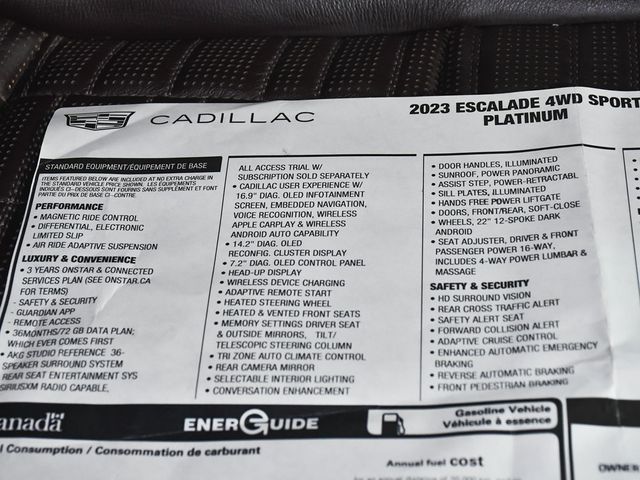 CADILLAC
2023 ESCALADE 4WD SPORT
PLATINUM
STANDARD EQUIPMENT/ÉQUIPEMENT DE BASE
ITEMS FEATURED BELOW ARE INCLUDED AT NO EXTRA CHARGE IN
THE STANDARD VEHICLE PRICE SHOWN. LES ÉQUIPEMENTS
INDIQUÉS CI-DESSOUS SONT FOURNIS SANS SUPPLÉMENT ET FONT
PARTIE DU PRIX DE BASE CI-CONTRE.
PERFORMANCE
• MAGNETIC RIDE CONTROL
• DIFFERENTIAL, ELECTRONIC
LIMITED SLIP
• AIR RIDE ADAPTIVE SUSPENSION
LUXURY & CONVENIENCE
• 3 YEARS ONSTAR & CONNECTED
SERVICES PLAN (SEE ONSTAR.CA
FOR TERMS)
- SAFETY & SECURITY
- GUARDIAN APP
- REMOTE ACCESS
• 36MONTHS/72 GB DATA PLAN;
WHICH EVER COMES FIRST
• AKG STUDIO REFERENCE 36-
SPEAKER SURROUND SYSTEM
REAR SEAT ENTERTAINMENT SYS
SIRIUSXM RADIO CAPABLE,
ALL ACCESS TRIAL W/
SUBSCRIPTION SOLD SEPARATELY
• CADILLAC USER EXPERIENCE W/
16.9" DIAG. OLED INFOTAINMENT
SCREEN, EMBEDDED NAVIGATION,
VOICE RECOGNITION, WIRELESS
APPLE CARPLAY & WIRELESS
ANDROID AUTO CAPABILITY
• 14.2" DIAG. OLED
RECONFIG. CLUSTER DISPLAY
• 7.2" DIAG. OLED CONTROL PANEL
• HEAD-UP DISPLAY
• WIRELESS DEVICE CHARGING
• ADAPTIVE REMOTE START
• HEATED STEERING WHEEL
• HEATED & VENTED FRONT SEATS
• MEMORY SETTINGS DRIVER SEAT
& OUTSIDE MIRRORS, TILT/
TELESCOPIC STEERING COLUMN
• TRI ZONE AUTO CLIMATE CONTROL
• REAR CAMERA MIRROR
• SELECTABLE INTERIOR LIGHTING
• CONVERSATION ENHANCEMENT
• DOOR HANDLES, ILLUMINATED
• SUNROOF, POWER PANORAMIC
• ASSIST STEP, POWER-RETRACTABL
• SILL PLATES, ILLUMINATED
• HANDS FREE POWER LIFTGATE
• DOORS, FRONT/REAR, SOFT-CLOSE
• WHEELS, 22" 12-SPOKE DARK
ANDROID
• SEAT ADJUSTER, DRIVER & FRONT
PASSENGER POWER 16-WAY,
INCLUDES 4-WAY POWER LUMBAR &
MASSAGE
SAFETY & SECURITY
• HD SURROUND VISION
• REAR CROSS TRAFFIC ALERT
• SAFETY ALERT SEAT
• FORWARD COLLISION ALERT
• ADAPTIVE CRUISE CONTROL
• ENHANCED AUTOMATIC EMERGENCY
BRAKING
• REVERSE AUTOMATIC BRAKING
• FRONT PEDESTRIAN BRAKING
anada
ENERGUIDE
Gasoline Vehicle
Véhicule à essence
l Consumption / Consommation de carburant
Annual fuel COST
OWNER